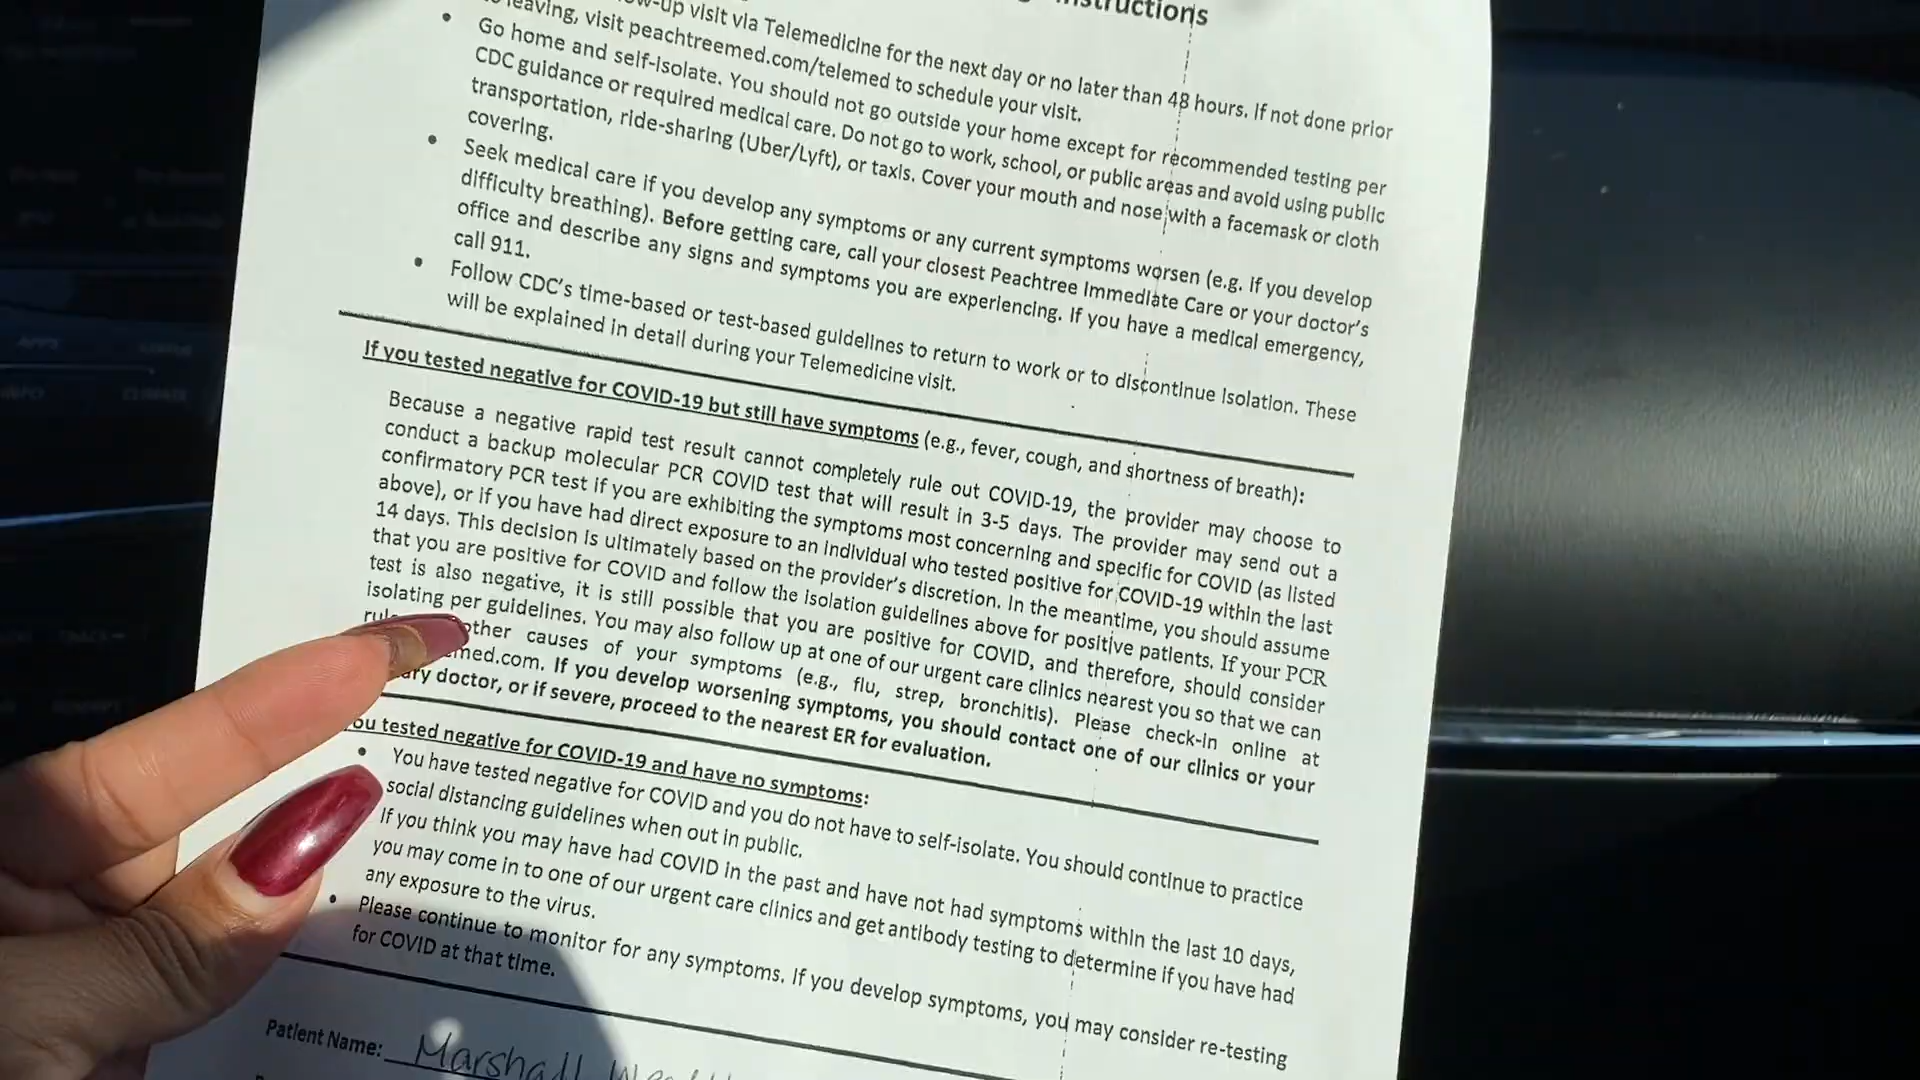 Instructions
low-up visit via Telemedicine for the next day or no later than 48 hours. If not done prior
to leaving, visit peachtreemed.com/telemed to schedule your visit.
• Go home and self-isolate. You should not go outside your home except for recommended testing per
CDC guidance or required medical care. Do not go to work, school, or public areas and avoid using public
transportation, ride-sharing (Uber/Lyft), or taxis. Cover your mouth and nose with a facemask or cloth
covering.
• Seek medical care if you develop any symptoms or any current symptoms worsen (e.g. if you develop
difficulty breathing). Before getting care, call your closest Peachtree Immediate Care or your doctor's
office and describe any signs and symptoms you are experiencing. If you have a medical emergency,
call 911.
• Follow CDC's time-based or test-based guidelines to return to work or to discontinue isolation. These
will be explained in detail during your Telemedicine visit.
If you tested negative for COVID-19 but still have symptoms (e.g., fever, cough, and shortness of breath):
Because a negative rapid test result cannot completely rule out COVID-19, the provider may choose to
conduct a backup molecular PCR COVID test that will result in 3-5 days. The provider may send out a
confirmatory PCR test if you are exhibiting the symptoms most concerning and specific for COVID (as listed
above), or if you have had direct exposure to an individual who tested positive for COVID-19 within the last
14 days. This decision is ultimately based on the provider's discretion. In the meantime, you should assume
that you are positive for COVID and follow the isolation guidelines above for positive patients. If your PCR
test is also negative, it is still possible that you are positive for COVID, and therefore, should consider
isolating per guidelines. You may also follow up at one of our urgent care clinics nearest you so that we can
other causes of your symptoms (e.g., flu, strep, bronchitis). Please check-in online at
med.com. If you develop worsening symptoms, you should contact one of our clinics or your
ary doctor, or if severe, proceed to the nearest ER for evaluation.
ou tested negative for COVID-19 and have no symptoms:
• You have tested negative for COVID and you do not have to self-isolate. You should continue to practice
social distancing guidelines when out in public.
If you think you may have had COVID in the past and have not had symptoms within the last 10 days,
you may come in to one of our urgent care clinics and get antibody testing to determine if you have had
any exposure to the virus.
• Please continue to monitor for any symptoms. If you develop symptoms, you may consider re-testing
for COVID at that time.
Patient Name: Marshall